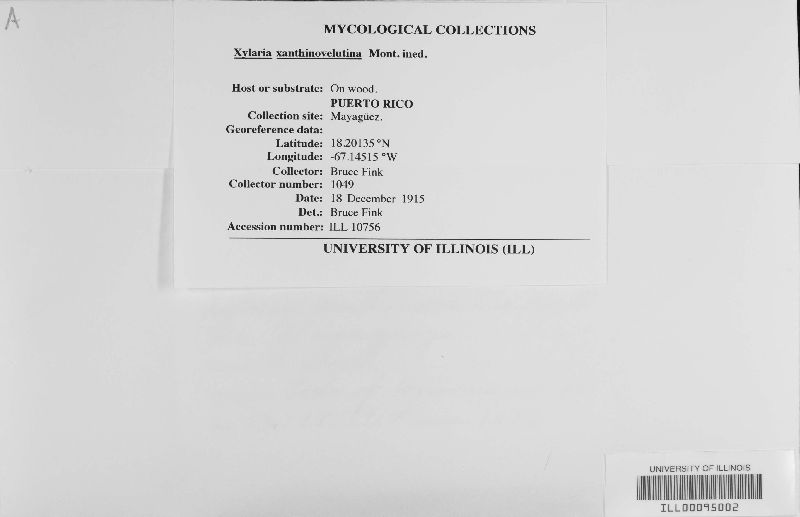 A
MYCOLOGICAL COLLECTIONS
Xylaria xanthinovelutina Mont. ined.
Host or substrate: On wood.
PUERTO RICO
Collection site: Mayagüez.
Georeference data:
Latitude: 18.20135 °N
Longitude: -67.14515 °W
Collector: Bruce Fink
Collector number: 1049
Date: 18 December 1915
Det.: Bruce Fink
Accession number: ILL 10756
UNIVERSITY OF ILLINOIS (ILL)
UNIVERSITY OF ILLINOIS
ILL00095002